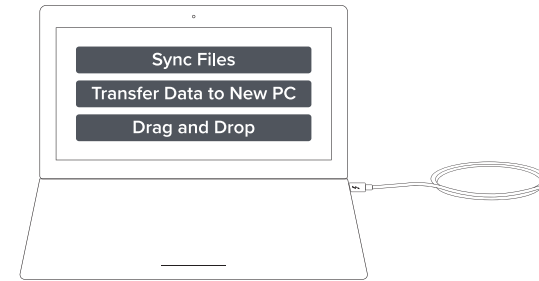 Sync Files
Transfer Data to New PC
Drag and Drop